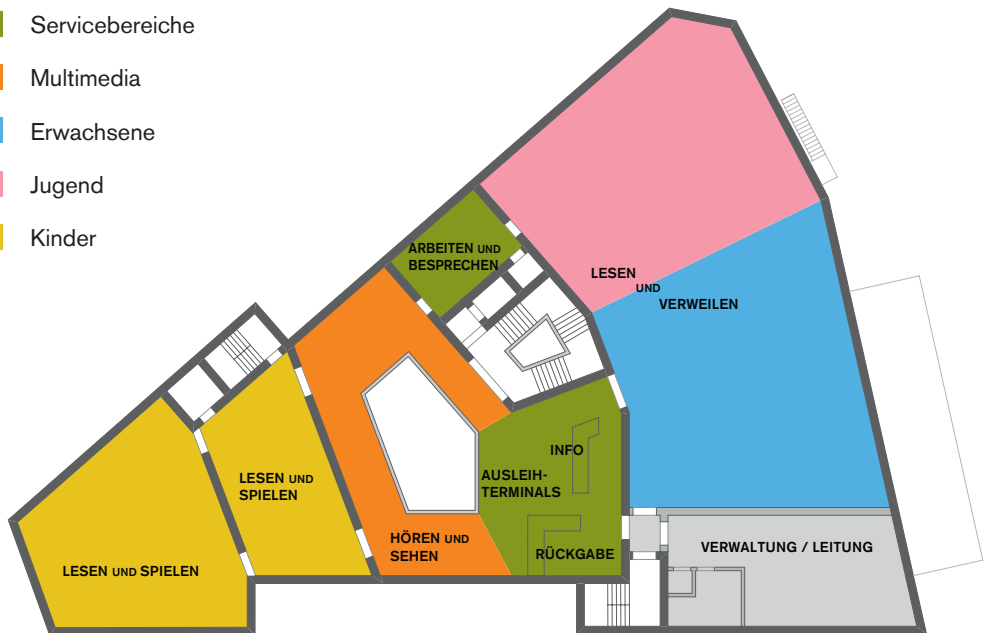 Servicebereiche
Multimedia
Erwachsene
Jugend
Kinder
ARBEITEN UND
BESPRECHEN
LESEN
UND
VERWEILEN
INFO
AUSLEIH-
TERMINALS
LESEN UND
SPIELEN
HÖREN UND
SEHEN
RÜCKGABE
VERWALTUNG / LEITUNG
LESEN UND SPIELEN